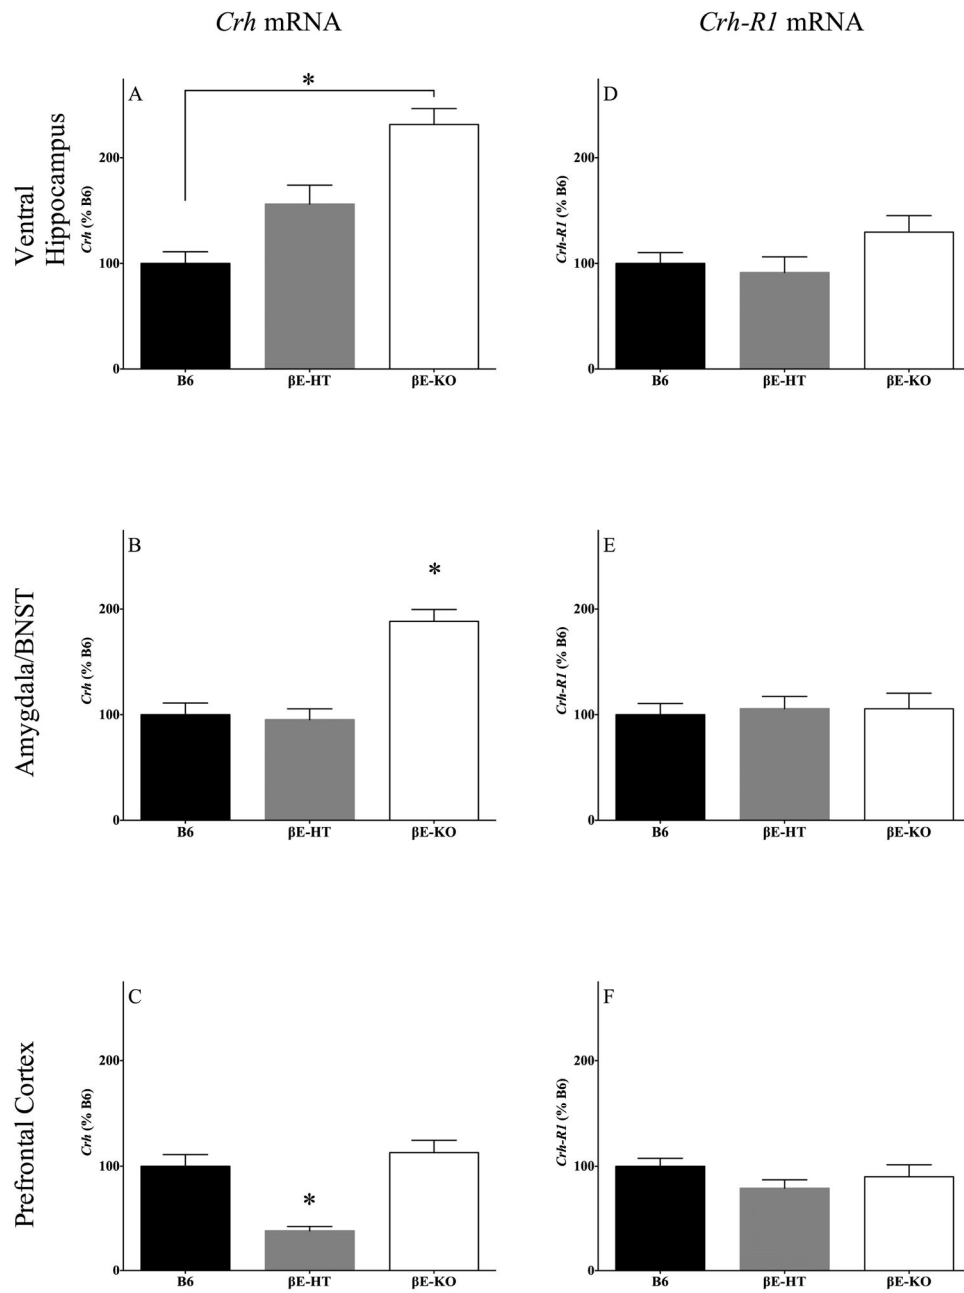 Crh mRNA
Crh-R1 mRNA
Ventral
Hippocampus
A
*
Crh (% B6)
200
100
0
B6
βE-HT
βE-KO
D
Crh-R1 (% B6)
200
100
0
B6
βE-HT
βE-KO
Amygdala/BNST
B
*
Crh (% B6)
200
100
0
B6
βE-HT
βE-KO
E
Crh-R1 (% B6)
200
100
0
B6
βE-HT
βE-KO
Prefrontal Cortex
C
*
Crh (% B6)
200
100
0
B6
βE-HT
βE-KO
F
Crh-R1 (% B6)
200
100
0
B6
βE-HT
βE-KO